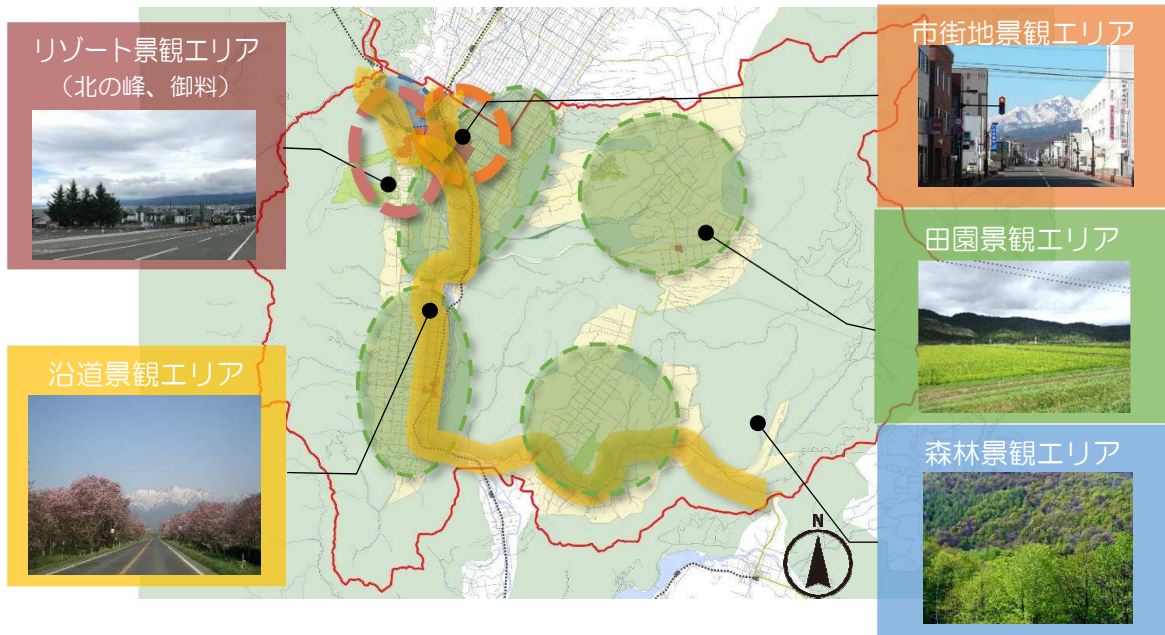 リゾート景観エリア
（北の峰、御料）
市街地景観エリア
田園景観エリア
沿道景観エリア
森林景観エリア
N